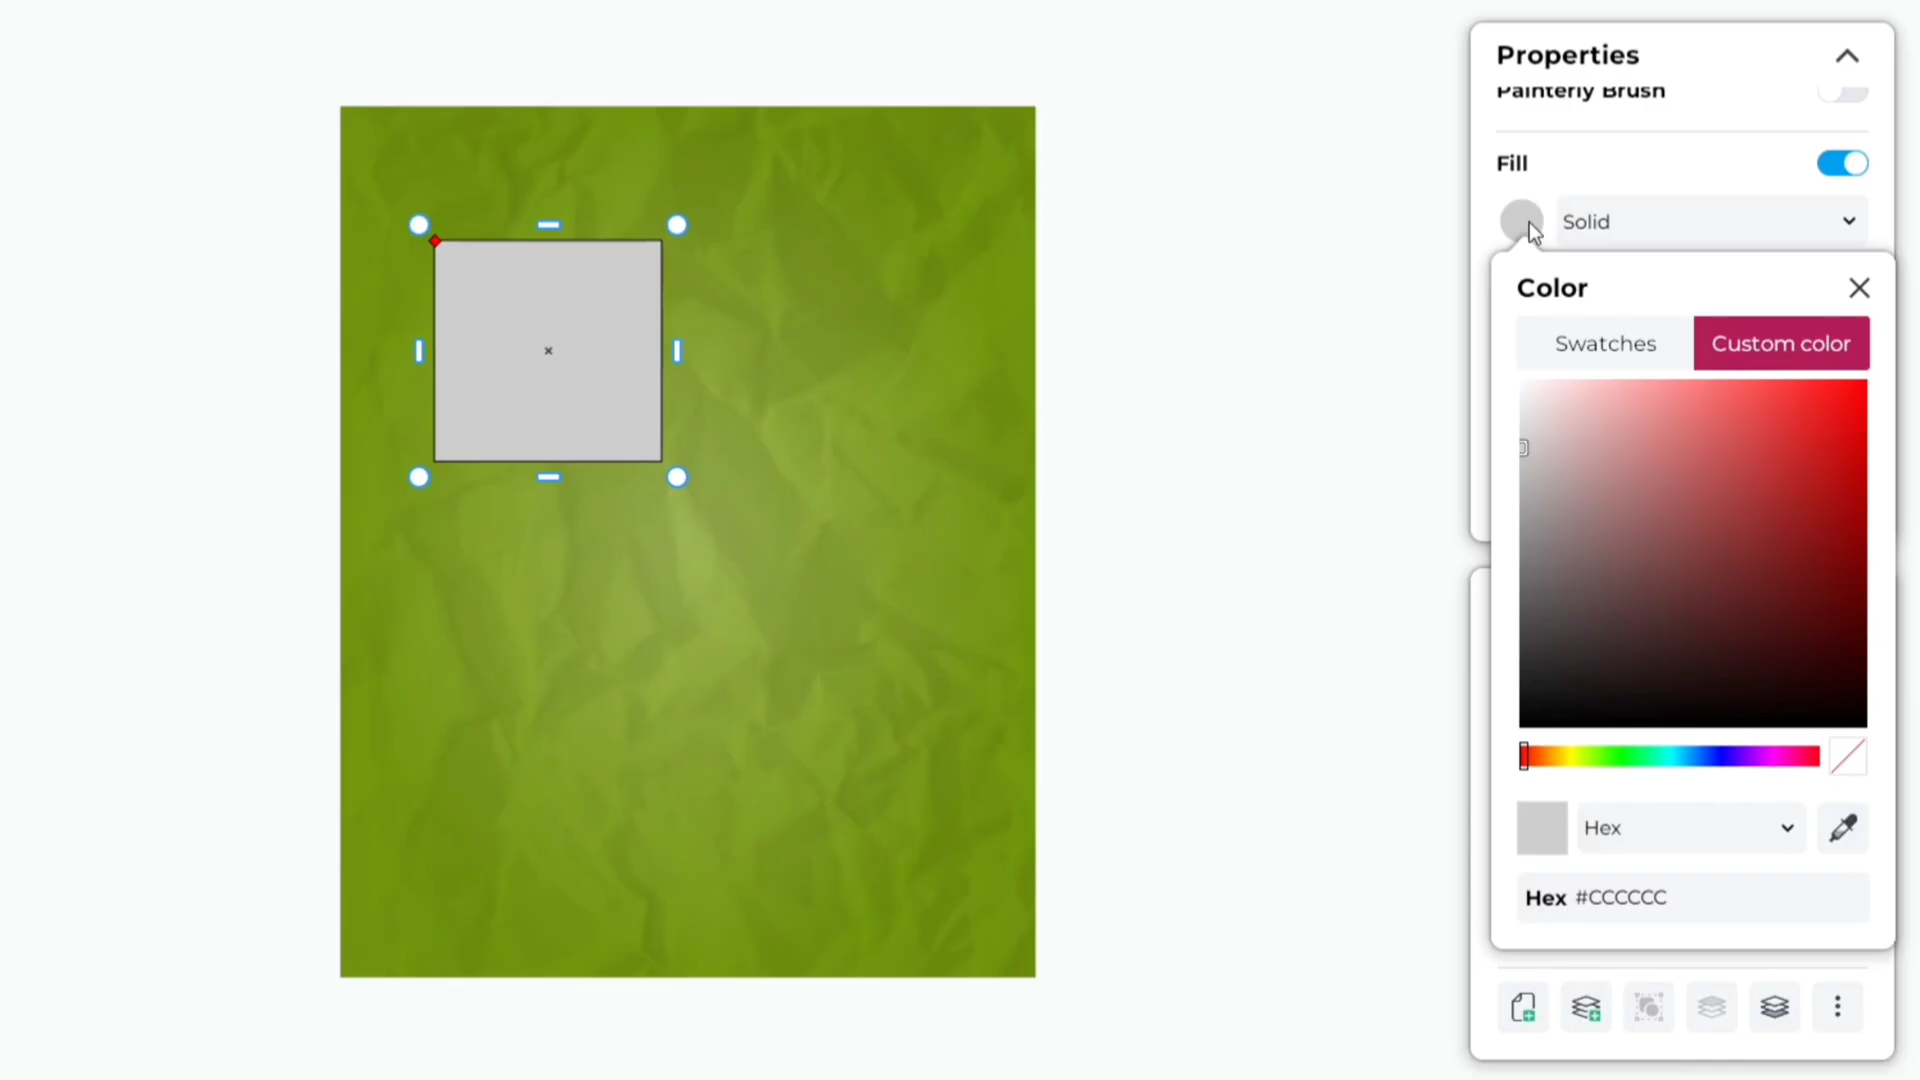 Properties
Painterly Brush
Fill
Solid
Color
Swatches
Custom color
Hex
Hex #CCCCCC